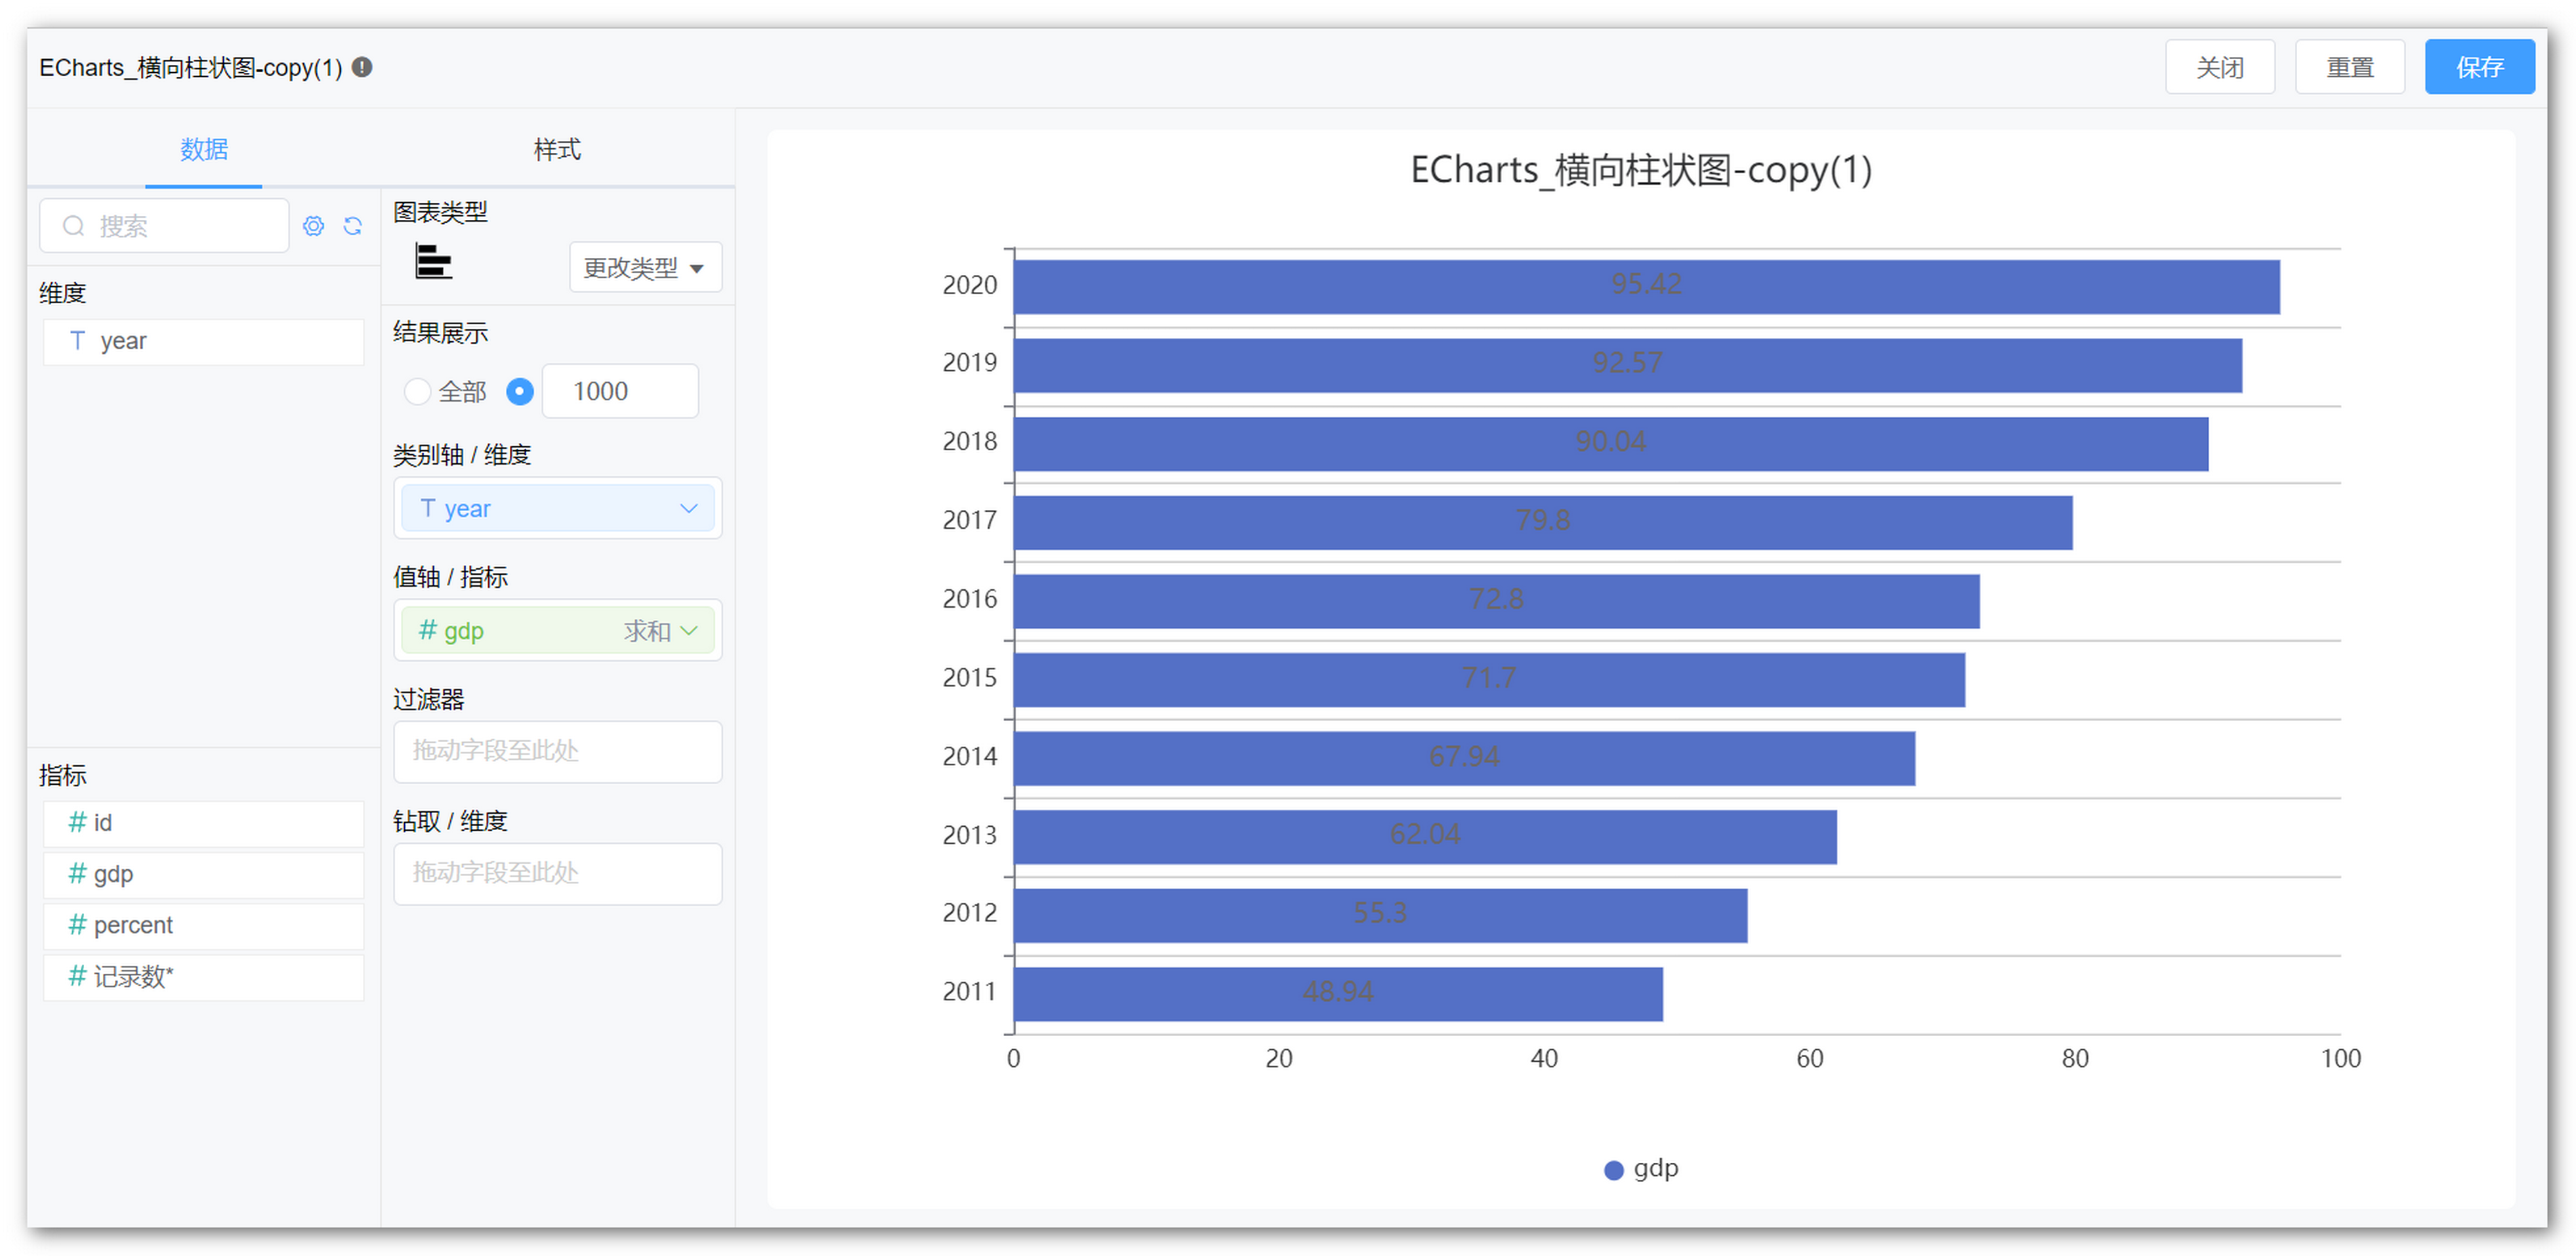 ECharts_横向柱状图-copy(1)
关闭
重置
保存
数据
样式
搜索
维度
T year
指标
# id
# gdp
# percent
# 记录数*
图表类型
更改类型
结果展示
全部
1000
类别轴 / 维度
T year
值轴 / 指标
# gdp 求和
过滤器
拖动字段至此处
钻取 / 维度
拖动字段至此处
ECharts_横向柱状图-copy(1)
2020 95.42
2019 92.57
2018 90.04
2017 79.8
2016 72.8
2015 71.7
2014 67.94
2013 62.04
2012 55.3
2011 48.94
0 20 40 60 80 100
gdp